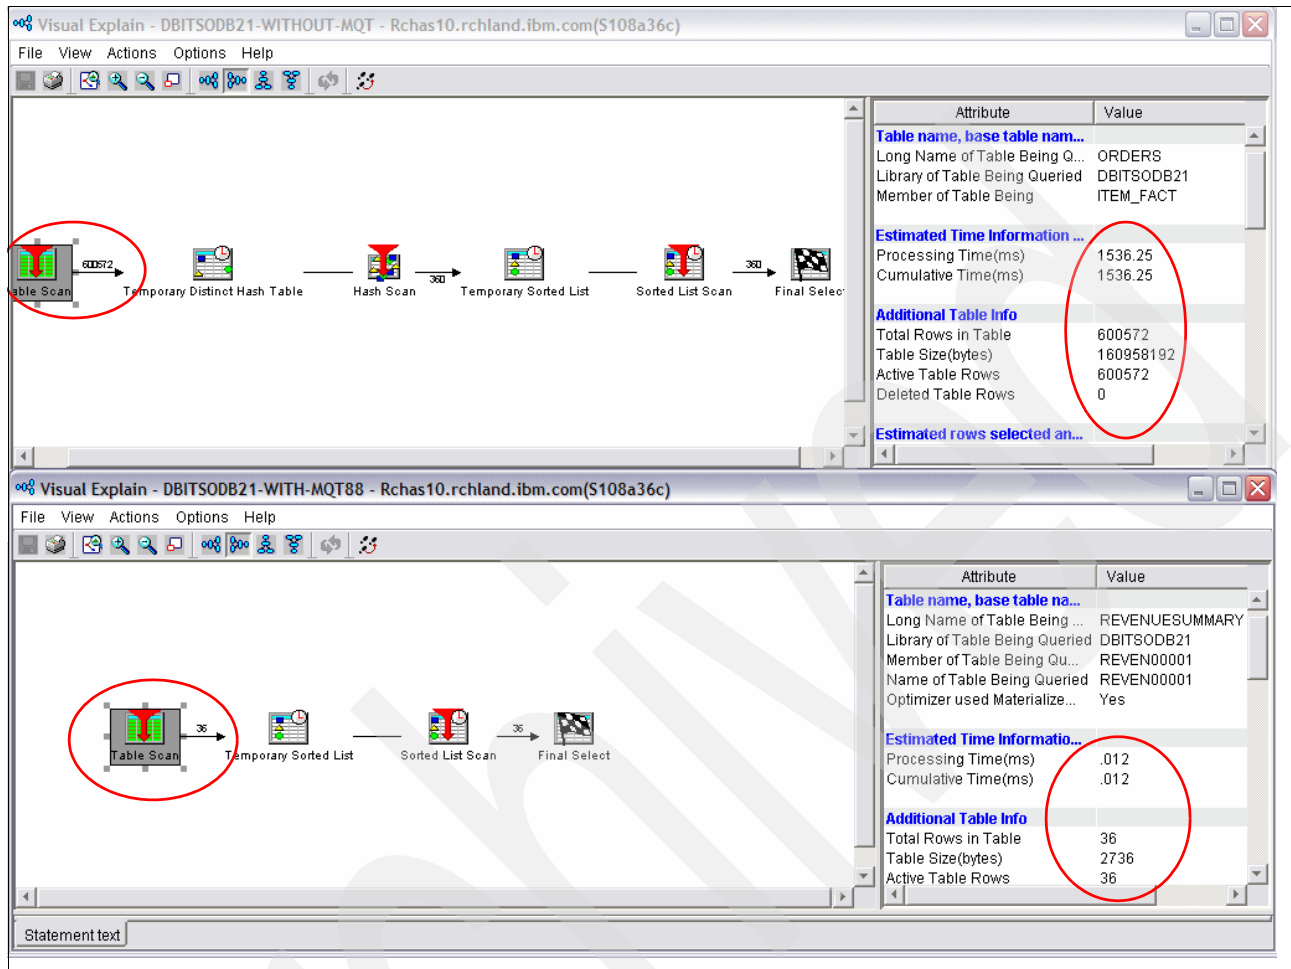 Visual Explain - DBITSODB21-WITHOUT-MQT - Rchas10.rchland.ibm.com(S108a36c)
File View Actions Options Help
Attribute Value
Table name, base table nam...
Long Name of Table Being Q... ORDERS
Library of Table Being Queried DBITSODB21
Member of Table Being ITEM_FACT
Estimated Time Information ...
Processing Time(ms) 1536.25
Cumulative Time(ms) 1536.25
Additional Table Info
Total Rows in Table 600572
Table Size(bytes) 160958192
Active Table Rows 600572
Deleted Table Rows 0
Estimated rows selected an...
600572 360 360
able Scan Temporary Distinct Hash Table Hash Scan Temporary Sorted List Sorted List Scan Final Selec
Visual Explain - DBITSODB21-WITH-MQT88 - Rchas10.rchland.ibm.com(S108a36c)
File View Actions Options Help
Attribute Value
Table name, base table na...
Long Name of Table Being ... REVENUESUMMARY
Library of Table Being Queried DBITSODB21
Member of Table Being Qu... REVEN00001
Name of Table Being Queried REVEN00001
Optimizer used Materialize... Yes
Estimated Time Informatio...
Processing Time(ms) .012
Cumulative Time(ms) .012
Additional Table Info
Total Rows in Table 36
Table Size(bytes) 2736
Active Table Rows 36
36 36
Table Scan Temporary Sorted List Sorted List Scan Final Select
Statement text